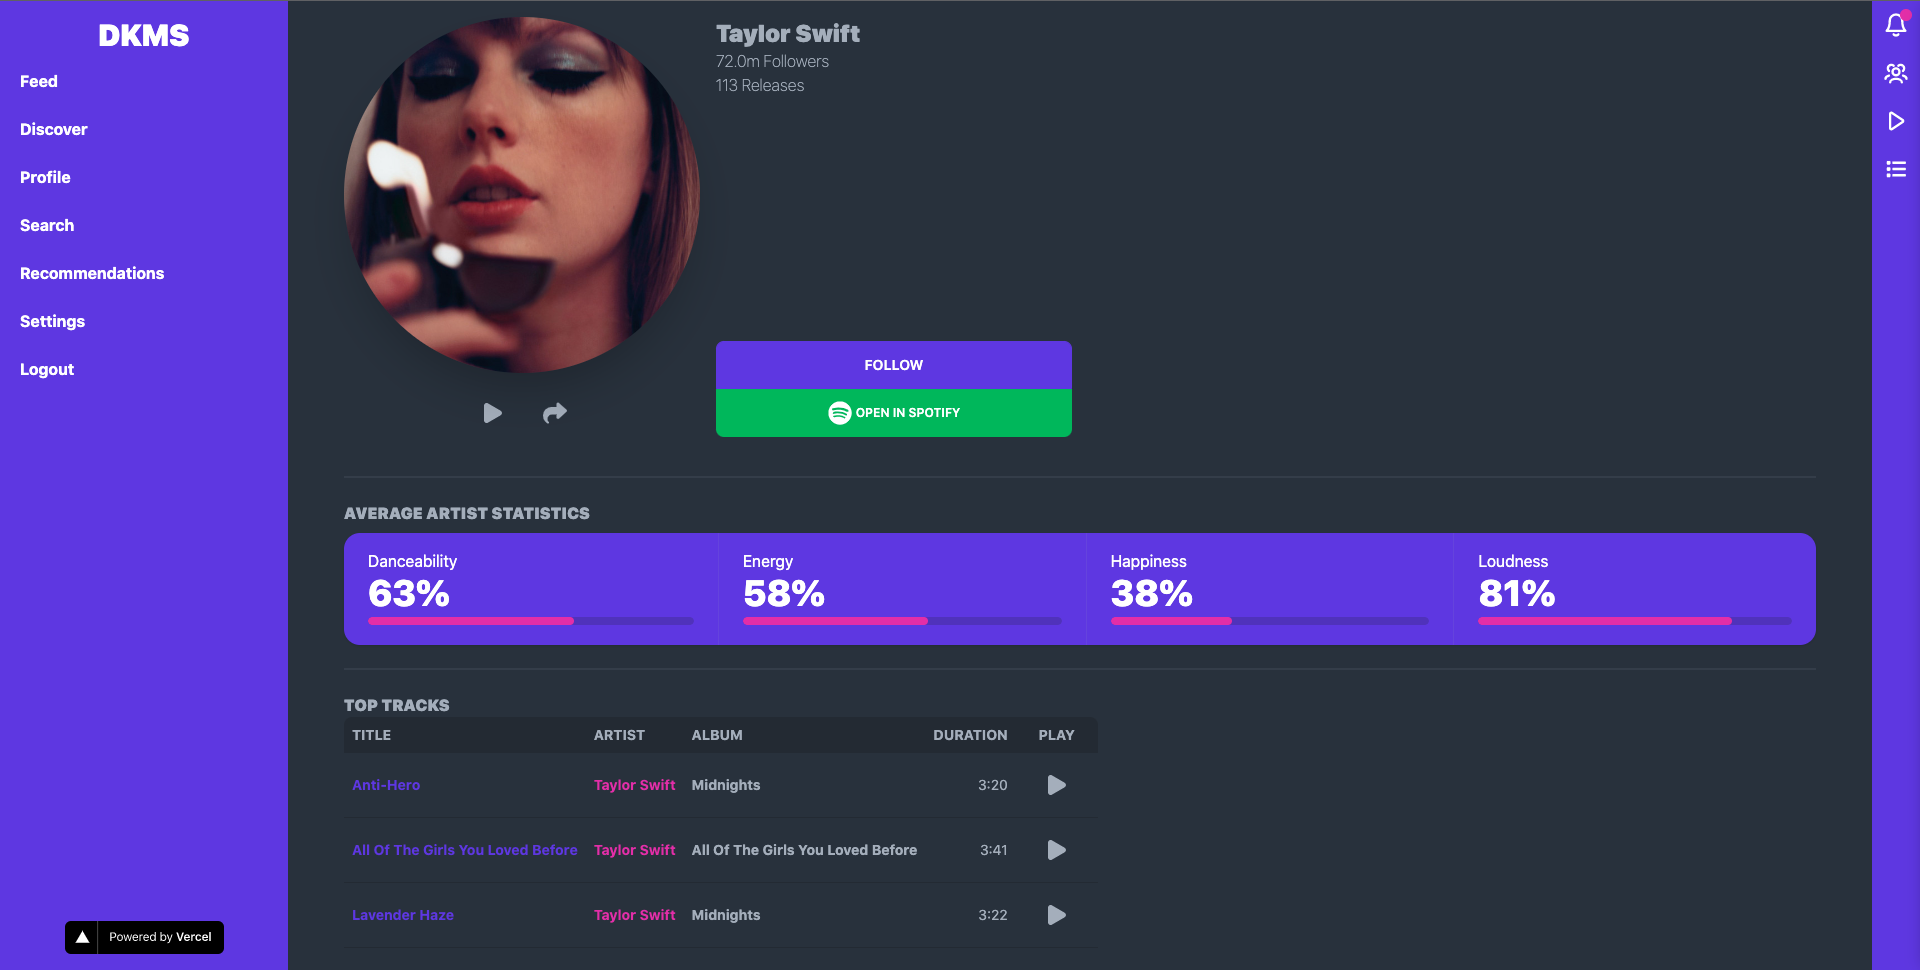 DKMS
Feed
Discover
Profile
Search
Recommendations
Settings
Logout
Powered by Vercel
Taylor Swift
72.0m Followers
113 Releases
FOLLOW
OPEN IN SPOTIFY
AVERAGE ARTIST STATISTICS
Danceability
63%
Energy
58%
Happiness
38%
Loudness
81%
TOP TRACKS
TITLE ARTIST ALBUM DURATION PLAY
Anti-Hero Taylor Swift Midnights 3:20
All Of The Girls You Loved Before Taylor Swift All Of The Girls You Loved Before 3:41
Lavender Haze Taylor Swift Midnights 3:22